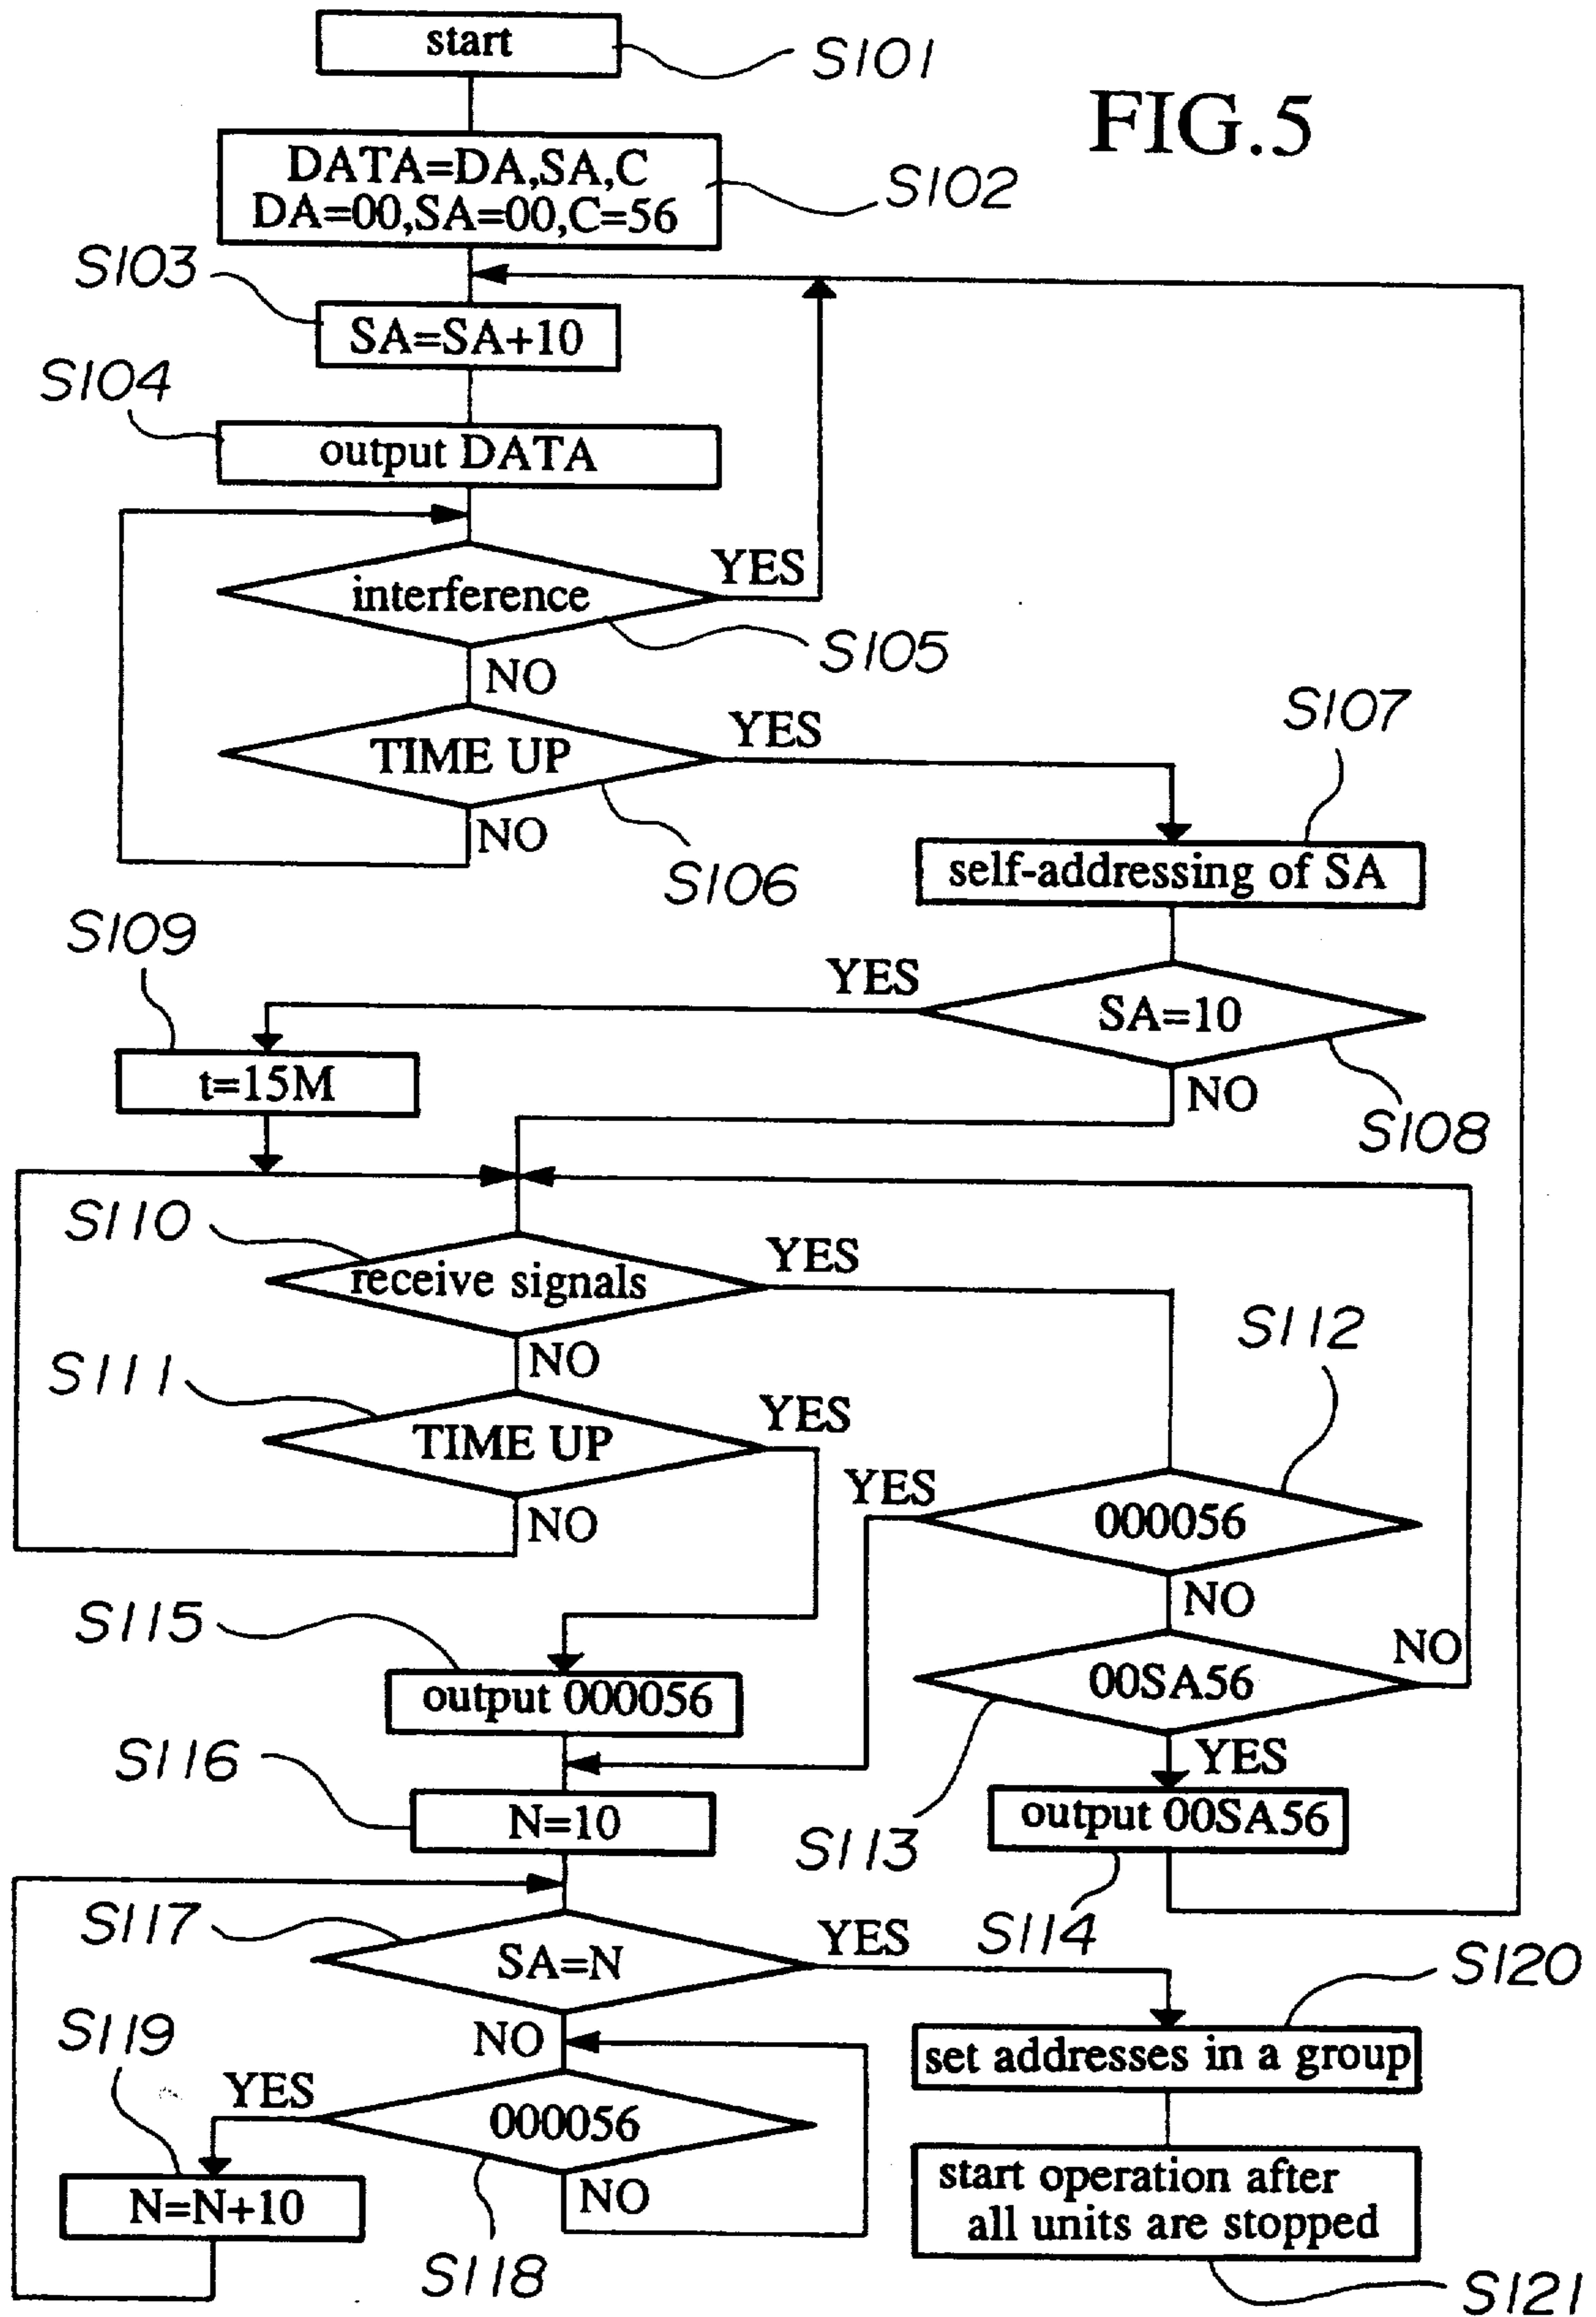 start
S101
FIG.5
DATA=DA,SA,C
DA=00,SA=00,C=56
S102
S103
SA=SA+10
S104
output DATA
interference
YES
S105
NO
TIME UP
YES
S106
NO
S107
self-addressing of SA
S109
YES
SA=10
t=15M
NO
S108
S110
receive signals
YES
NO
S112
S111
TIME UP
YES
NO
YES
000056
NO
S115
output 000056
00SA56
NO
S113
YES
S116
N=10
output 00SA56
S114
S117
SA=N
YES
S120
NO
set addresses in a group
S119
YES
000056
NO
S118
N=N+10
start operation after
all units are stopped
S121